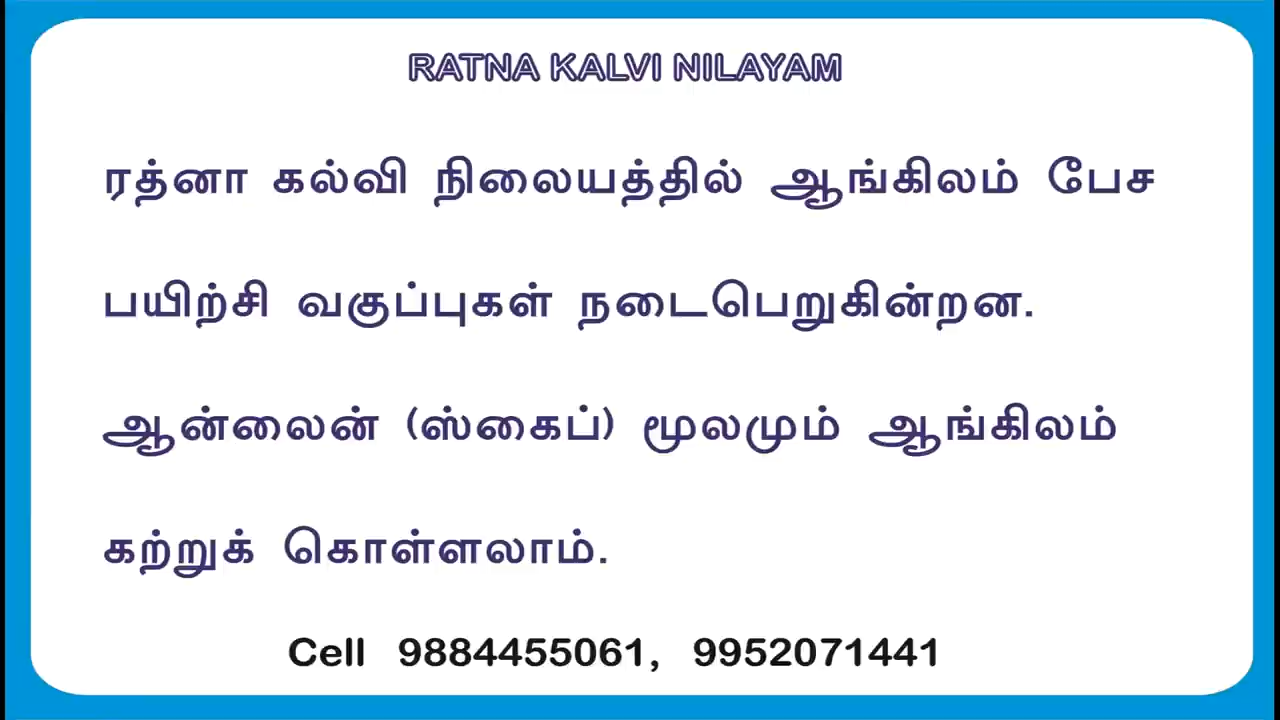 RATNA KALVI NILAYAM
ரத்னா கல்வி நிலையத்தில் ஆங்கிலம் பேச
பயிற்சி வகுப்புகள் நடைபெறுகின்றன.
ஆன்லைன் (ஸ்கைப்) மூலமும் ஆங்கிலம்
கற்றுக் கொள்ளலாம்.
Cell 9884455061, 9952071441